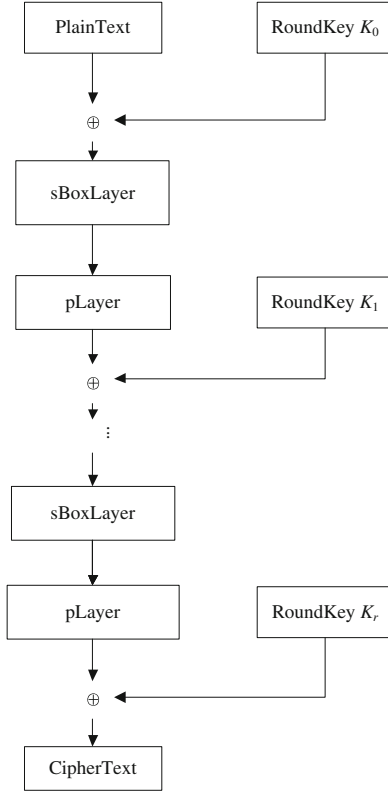 PlainText
RoundKey K₀
⊕
sBoxLayer
pLayer
RoundKey K₁
⊕
⋮
sBoxLayer
pLayer
RoundKey Kᵣ
⊕
CipherText